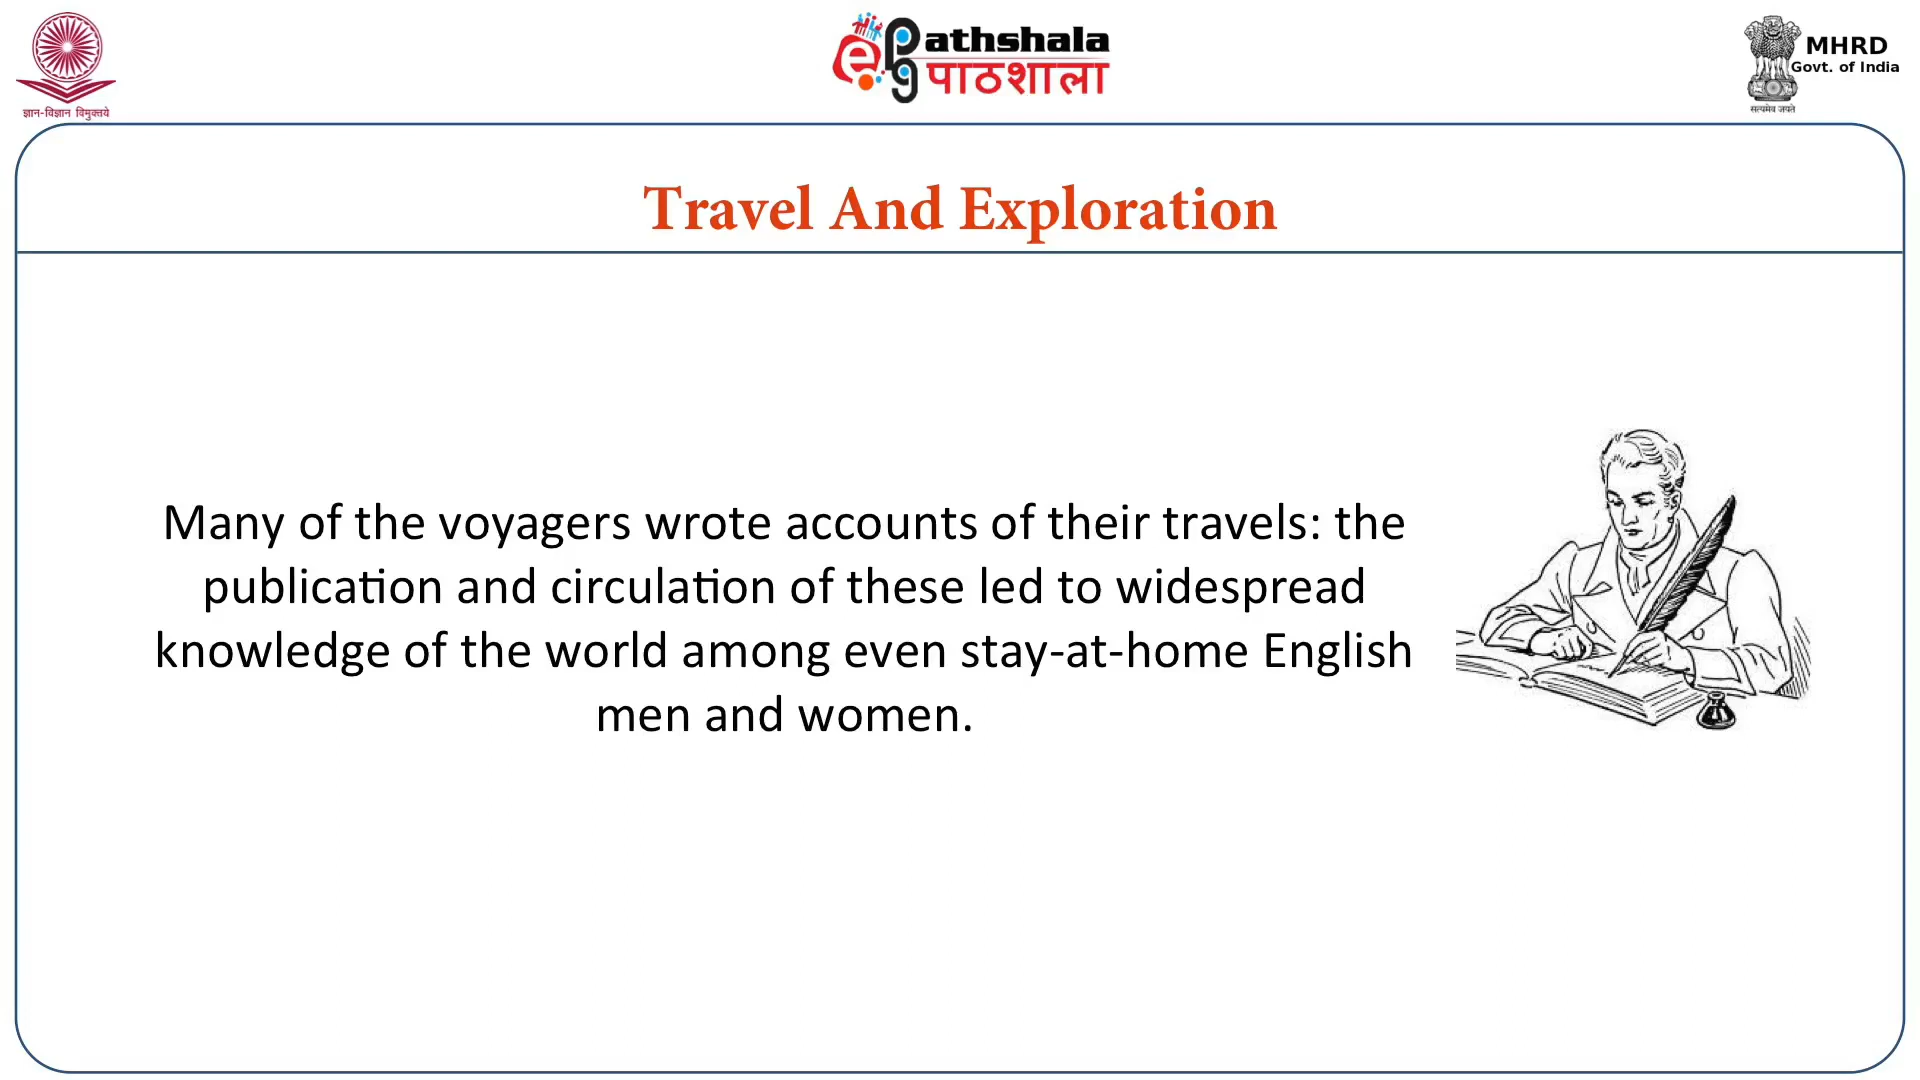 ज्ञान-विज्ञान विमुक्तये
ePathshala
पाठशाला
MHRD
Govt. of India
सत्यमेव जयते
Travel And Exploration
Many of the voyagers wrote accounts of their travels: the
publication and circulation of these led to widespread
knowledge of the world among even stay-at-home English
men and women.